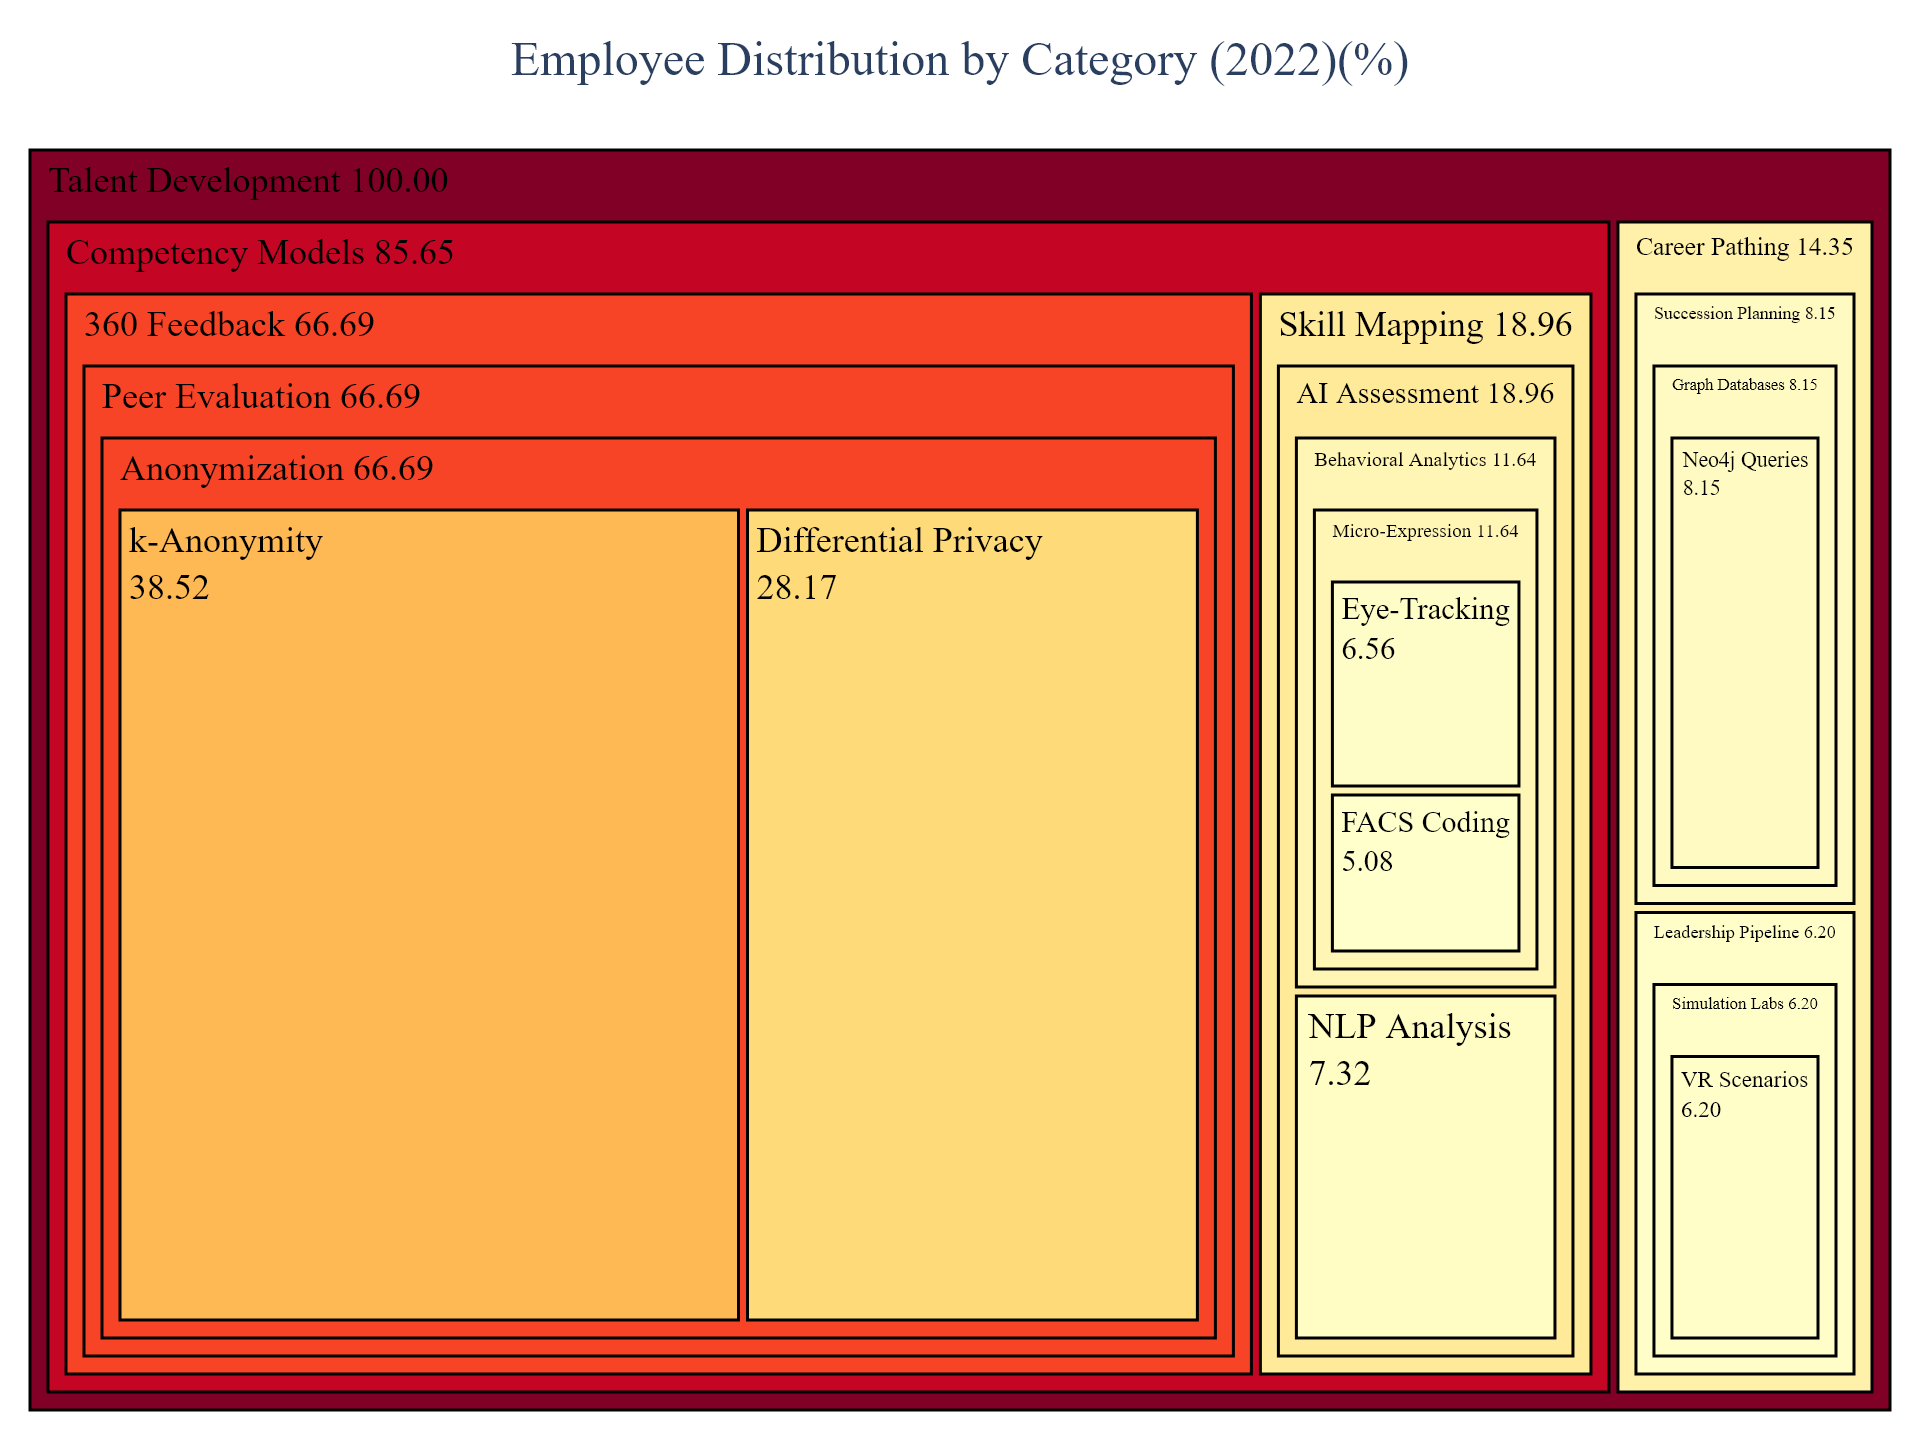 Employee Distribution by Category (2022)(%)
Talent Development 100.00
Competency Models 85.65
360 Feedback 66.69
Peer Evaluation 66.69
Anonymization 66.69
k-Anonymity
38.52
Differential Privacy
28.17
Skill Mapping 18.96
AI Assessment 18.96
Behavioral Analytics 11.64
Micro-Expression 11.64
Eye-Tracking
6.56
FACS Coding
5.08
NLP Analysis
7.32
Career Pathing 14.35
Succession Planning 8.15
Graph Databases 8.15
Neo4j Queries
8.15
Leadership Pipeline 6.20
Simulation Labs 6.20
VR Scenarios
6.20